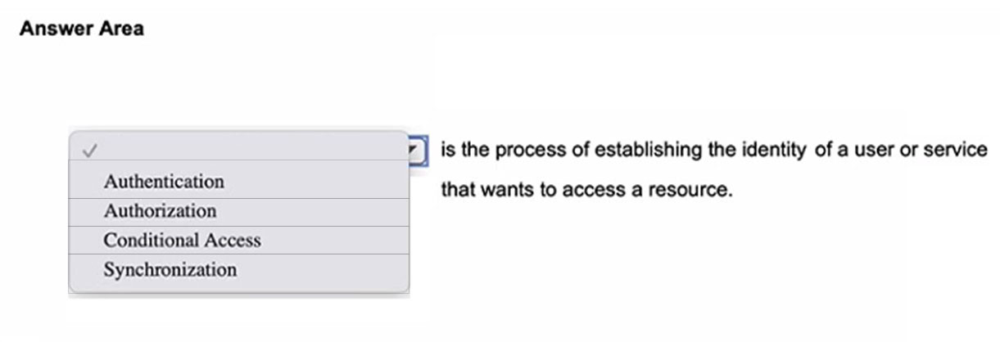 Answer Area
is the process of establishing the identity of a user or service
that wants to access a resource.
Authentication
Authorization
Conditional Access
Synchronization